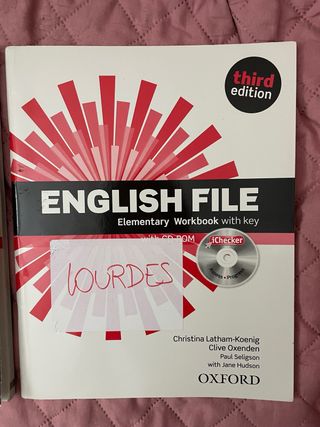 third
edition
ENGLISH FILE
Elementary Workbook with key
with CD-ROM
iChecker
LOURDES
Christina Latham-Koenig
Clive Oxenden
Paul Seligson
with Jane Hudson
OXFORD